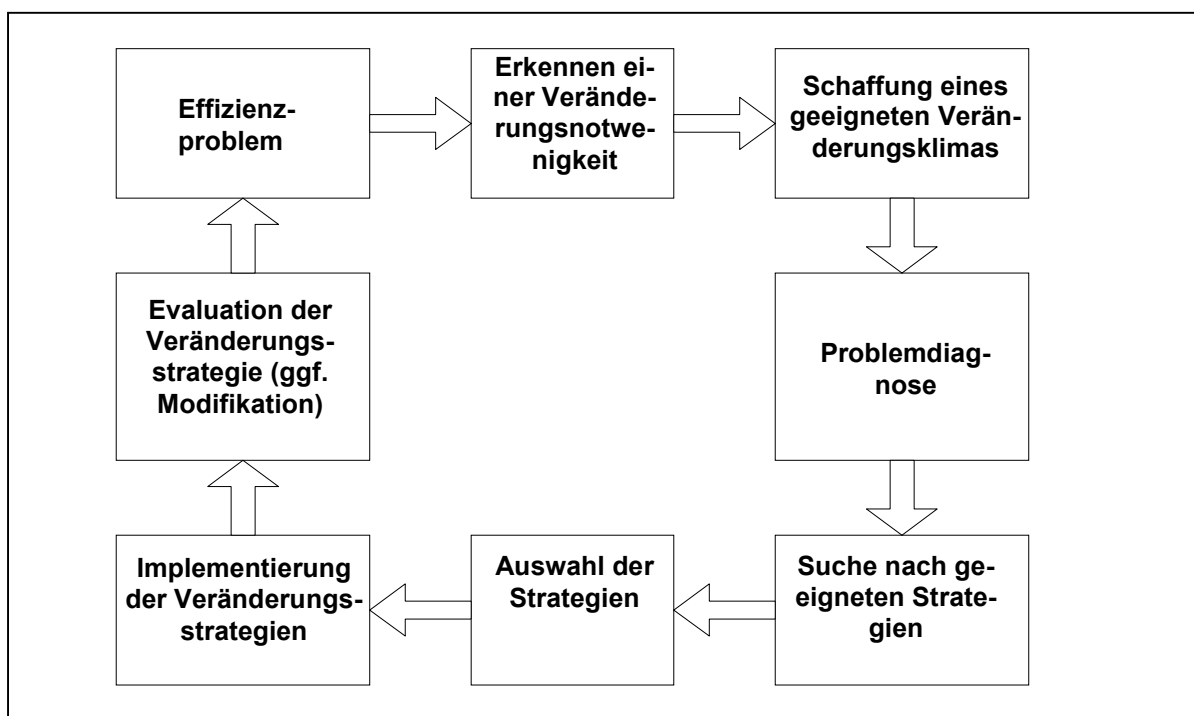 Effizienz-
problem
Erkennen ei-
ner Verände-
rungsnotwe-
nigkeit
Schaffung eines
geeigneten Verän-
derungsklimas
Problemdiag-
nose
Suche nach ge-
eigneten Strate-
gien
Auswahl der
Strategien
Implementierung
der Veränderungs-
strategien
Evaluation der
Veränderungs-
strategie (ggf.
Modifikation)